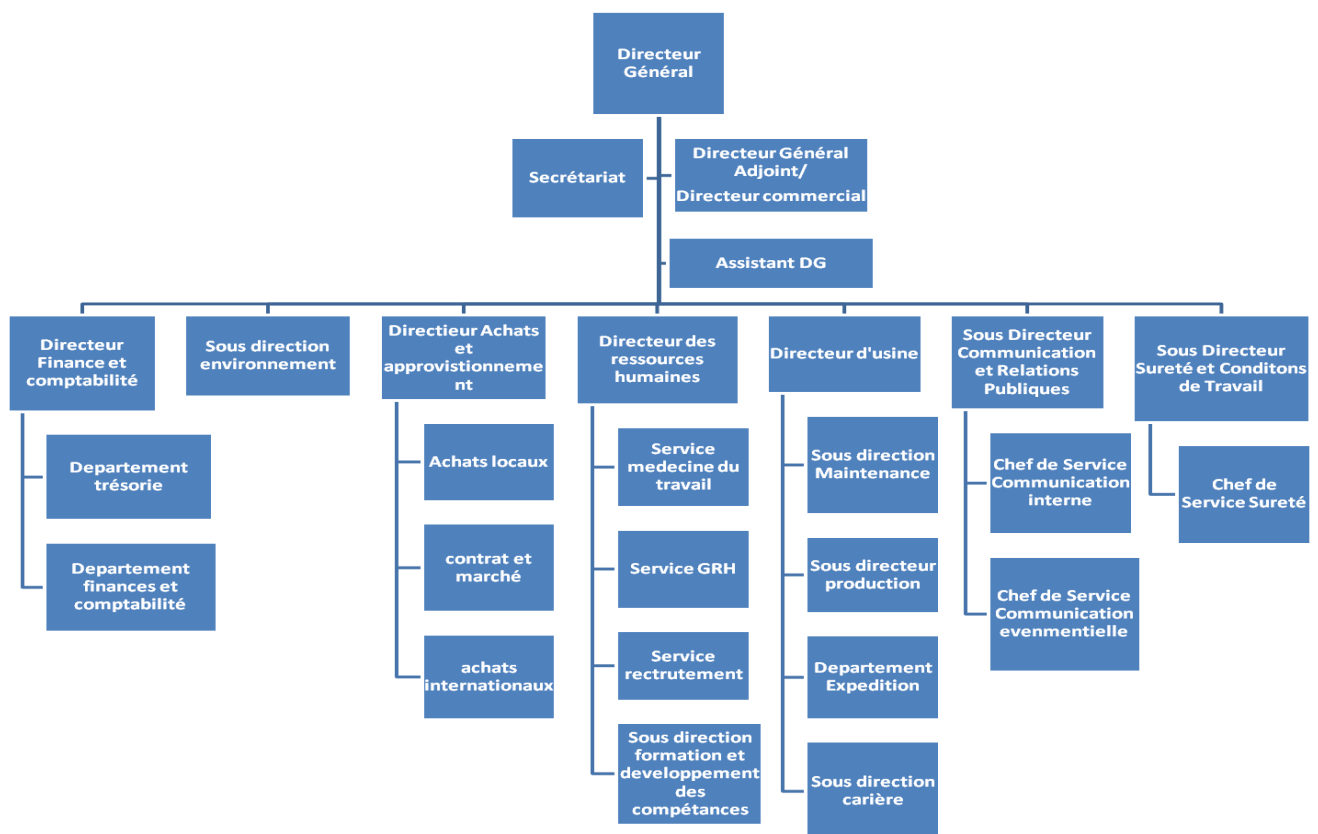 Directeur
Général
Secrétariat
Directeur Général
Adjoint/
Directeur commercial
Assistant DG
Directeur
Finance et
comptabilité
Sous direction
environnement
Directieur Achats
et
approvistionneme
nt
Directeur des
ressources
humaines
Directeur d'usine
Sous Directeur
Communication
et Relations
Publiques
Sous Directeur
Sureté et Conditons
de Travail
Departement
trésorie
Departement
finances et
comptabilité
Achats locaux
contrat et
marché
achats
internationaux
Service
medecine du
travail
Service GRH
Service
rectrutement
Sous direction
formation et
developpement
des
compétances
Sous direction
Maintenance
Sous directeur
production
Departement
Expedition
Sous direction
carière
Chef de Service
Communication
interne
Chef de Service
Communication
evenmentielle
Chef de
Service Sureté